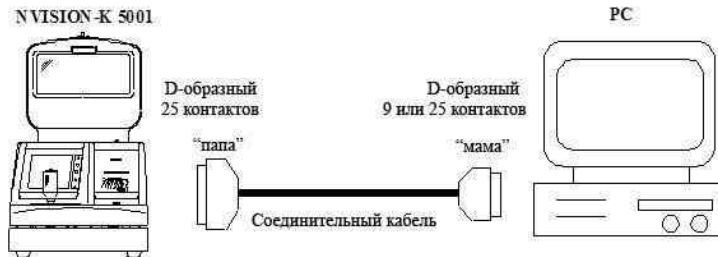 NVISION-K 5001
PC
D-образный
25 контактов
D-образный
9 или 25 контактов
“папа”
“мама”
Соединительный кабель